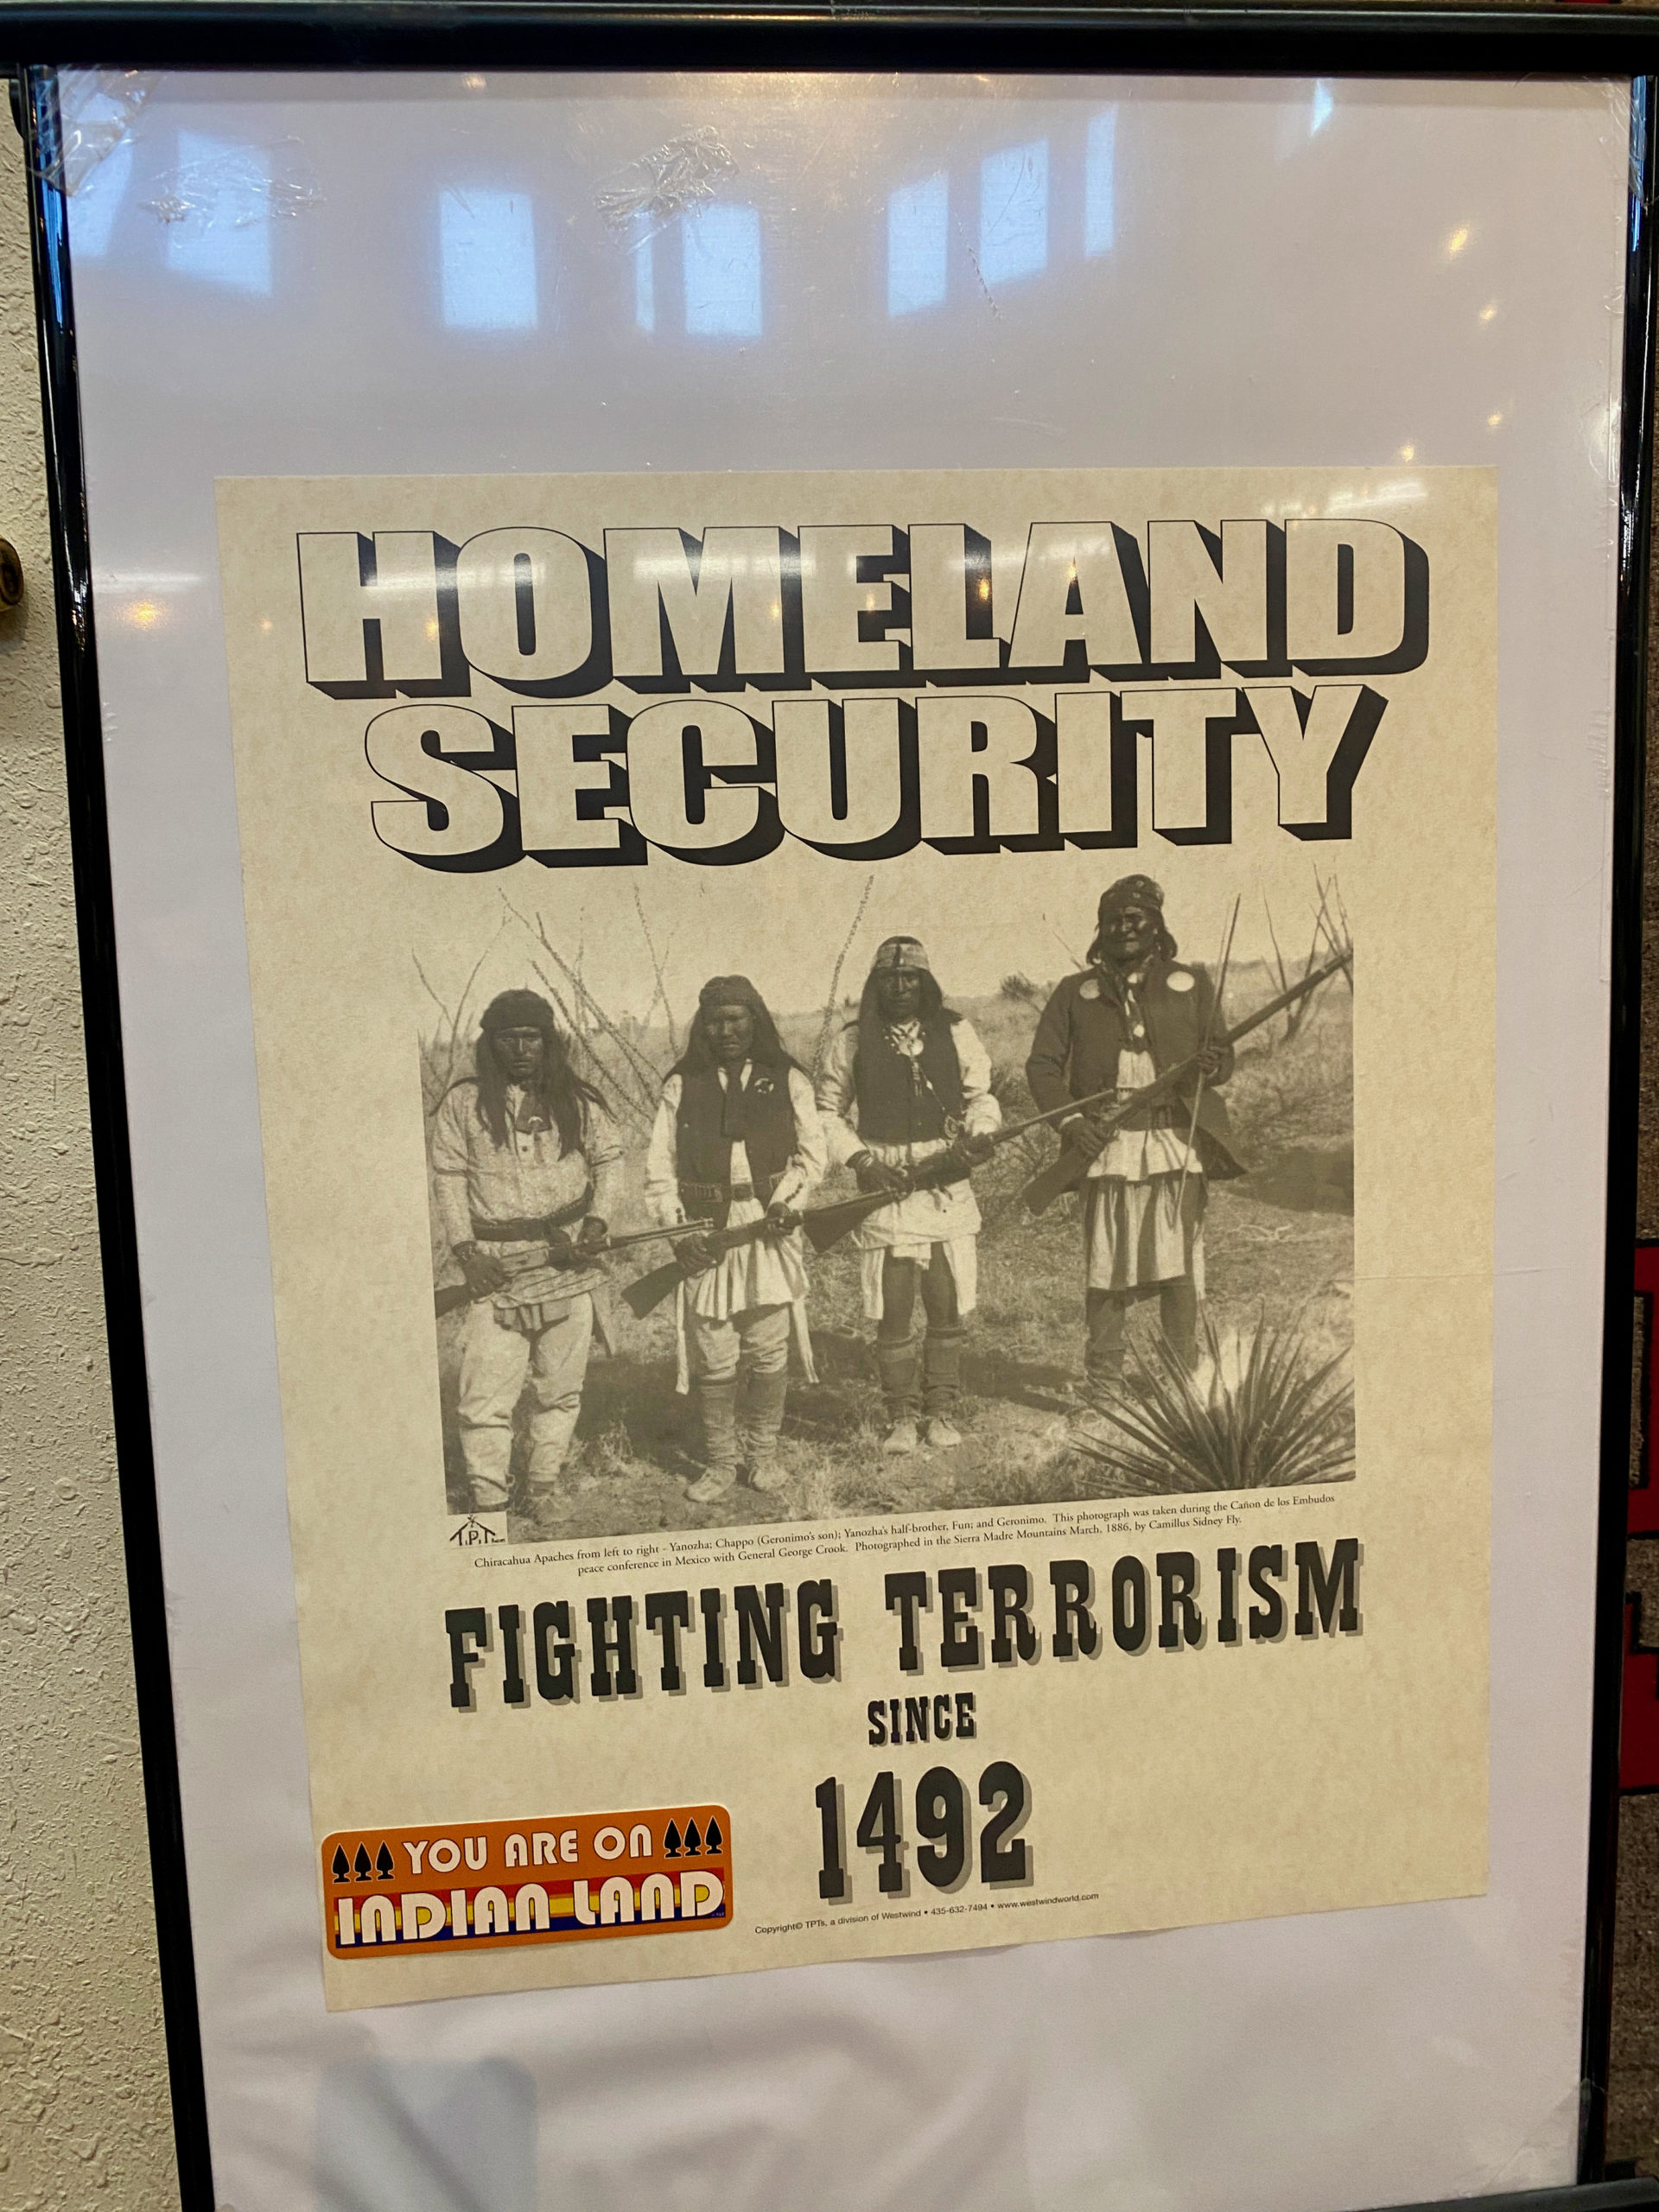 HOMELAND
SECURITY
T.P.T.
Chiracahua Apaches from left to right - Yanozha; Chappo (Geronimo's son); Yanozha's half-brother, Fun; and Geronimo. This photograph was taken during the Cañon de los Embudos
peace conference in Mexico with General George Crook. Photographed in the Sierra Madre Mountains March, 1886, by Camillus Sidney Fly.
FIGHTING TERRORISM
SINCE
1492
YOU ARE ON
INDIAN LAND
Copyright© TPTs, a division of Westwind • 435-632-7494 • www.westwindworld.com